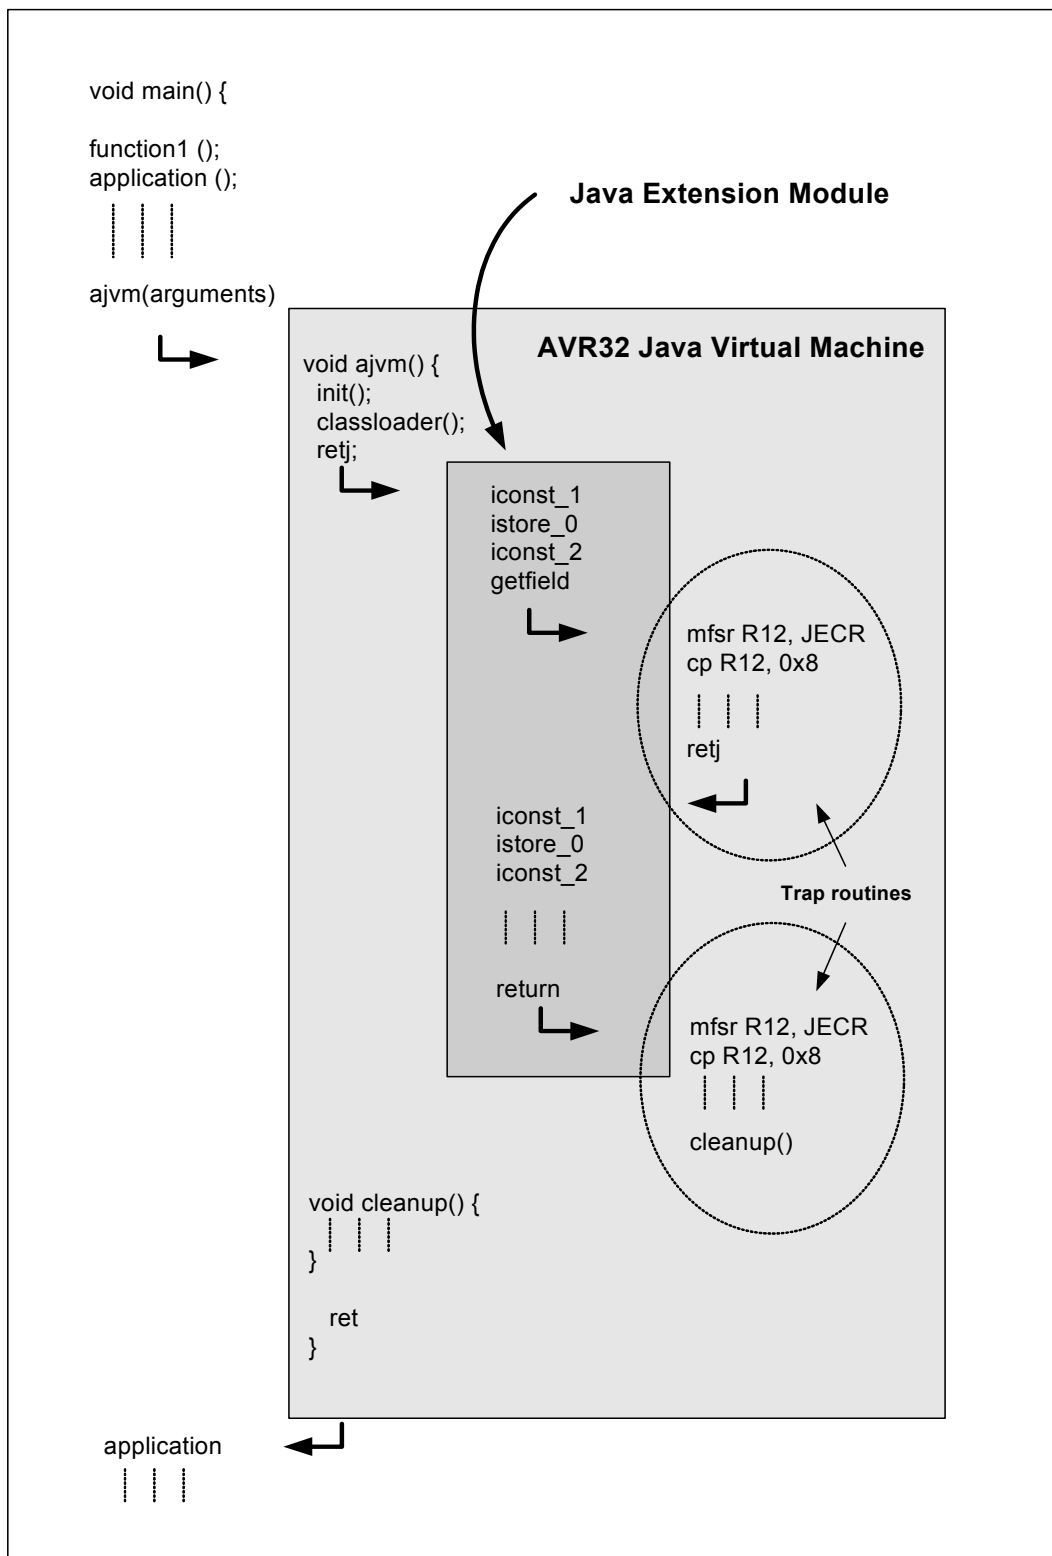 void main() {
function1 ();
application ();
ajvm(arguments)
Java Extension Module
AVR32 Java Virtual Machine
void ajvm() {
init();
classloader();
retj;
iconst_1
istore_0
iconst_2
getfield
mfsr R12, JECR
cp R12, 0x8
retj
iconst_1
istore_0
iconst_2
return
Trap routines
mfsr R12, JECR
cp R12, 0x8
cleanup()
void cleanup() {
}
ret
}
application